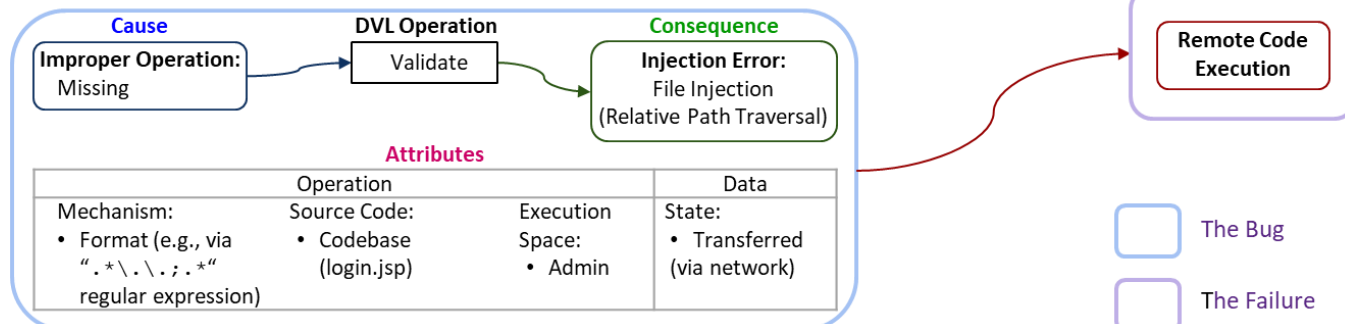 Cause
DVL Operation
Consequence
Improper Operation:
Missing
Validate
Injection Error:
File Injection
(Relative Path Traversal)
Remote Code
Execution
Attributes
Operation
Data
Mechanism:
• Format (e.g., via
“.*\.\.;.*“
regular expression)
Source Code:
• Codebase
(login.jsp)
Execution
Space:
• Admin
State:
• Transferred
(via network)
The Bug
The Failure